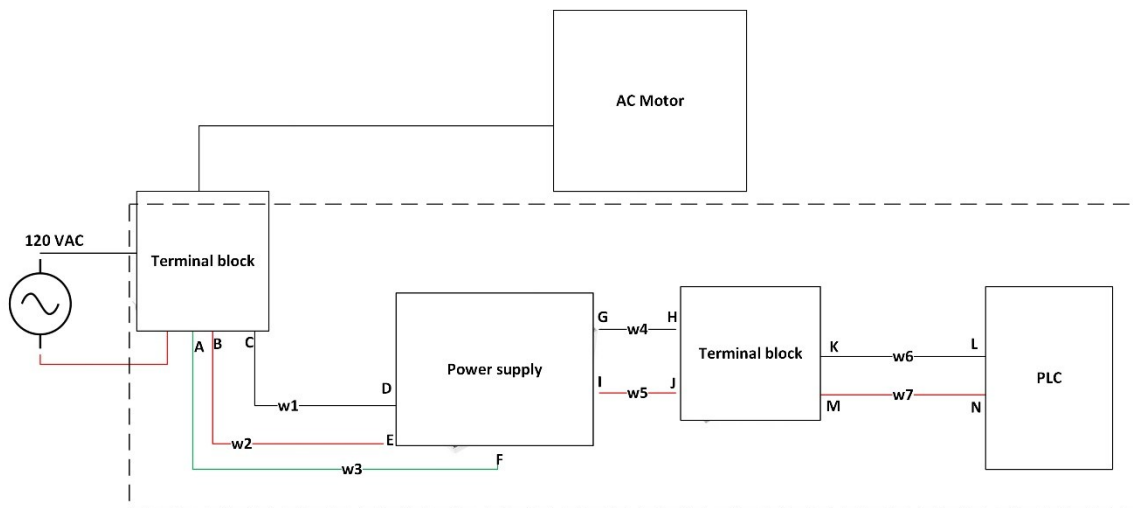 AC Motor
120 VAC
Terminal block
A
B
C
G
w4
H
Terminal block
K
w6
L
Power supply
D
w1
I
w5
J
w7
PLC
M
N
E
w2
F
w3